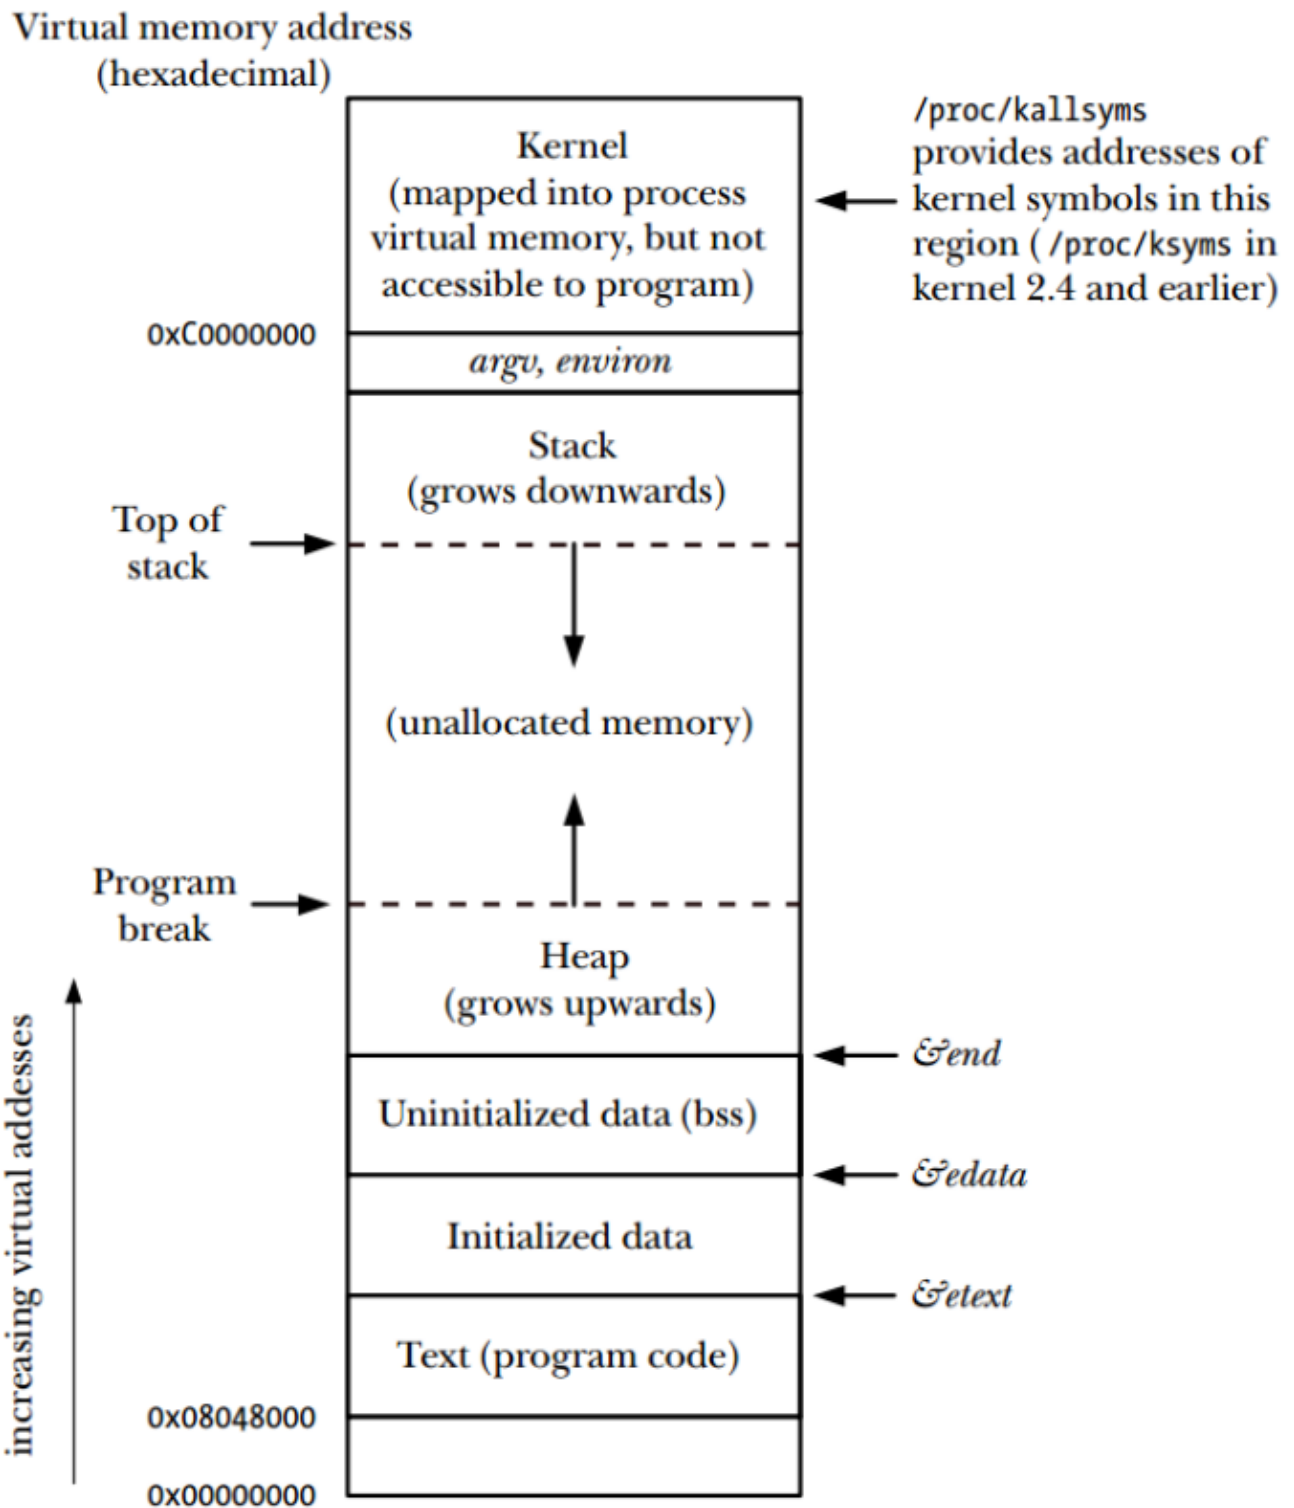 Virtual memory address
(hexadecimal)
/proc/kallsyms
provides addresses of
kernel symbols in this
region ( /proc/ksyms in
kernel 2.4 and earlier)
Kernel
(mapped into process
virtual memory, but not
accessible to program)
0xC0000000
argv, environ
Stack
(grows downwards)
Top of
stack
(unallocated memory)
Program
break
Heap
(grows upwards)
&end
Uninitialized data (bss)
&edata
Initialized data
&etext
Text (program code)
0x08048000
0x00000000
increasing virtual addesses